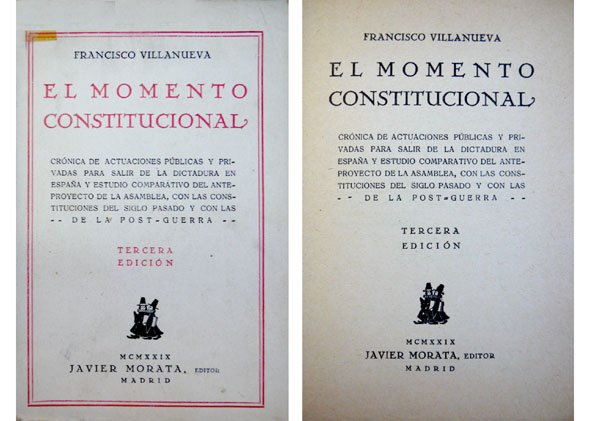 FRANCISCO VILLANUEVA
EL MOMENTO
CONSTITUCIONAL
CRÓNICA DE ACTUACIONES PÚBLICAS Y PRI-
VADAS PARA SALIR DE LA DICTADURA EN
ESPAÑA Y ESTUDIO COMPARATIVO DEL ANTE-
PROYECTO DE LA ASAMBLEA, CON LAS CONS-
TITUCIONES DEL SIGLO PASADO Y CON LAS
-- DE LA POST-GUERRA --
TERCERA
EDICIÓN
MCMXXIX
JAVIER MORATA, EDITOR
MADRID
FRANCISCO VILLANUEVA
EL MOMENTO
CONSTITUCIONAL
CRÓNICA DE ACTUACIONES PÚBLICAS Y PRI-
VADAS PARA SALIR DE LA DICTADURA EN
ESPAÑA Y ESTUDIO COMPARATIVO DEL ANTE-
PROYECTO DE LA ASAMBLEA, CON LAS CONS-
TITUCIONES DEL SIGLO PASADO Y CON LAS
-- DE LA POST-GUERRA --
TERCERA
EDICIÓN
MCMXXIX
JAVIER MORATA, EDITOR
MADRID